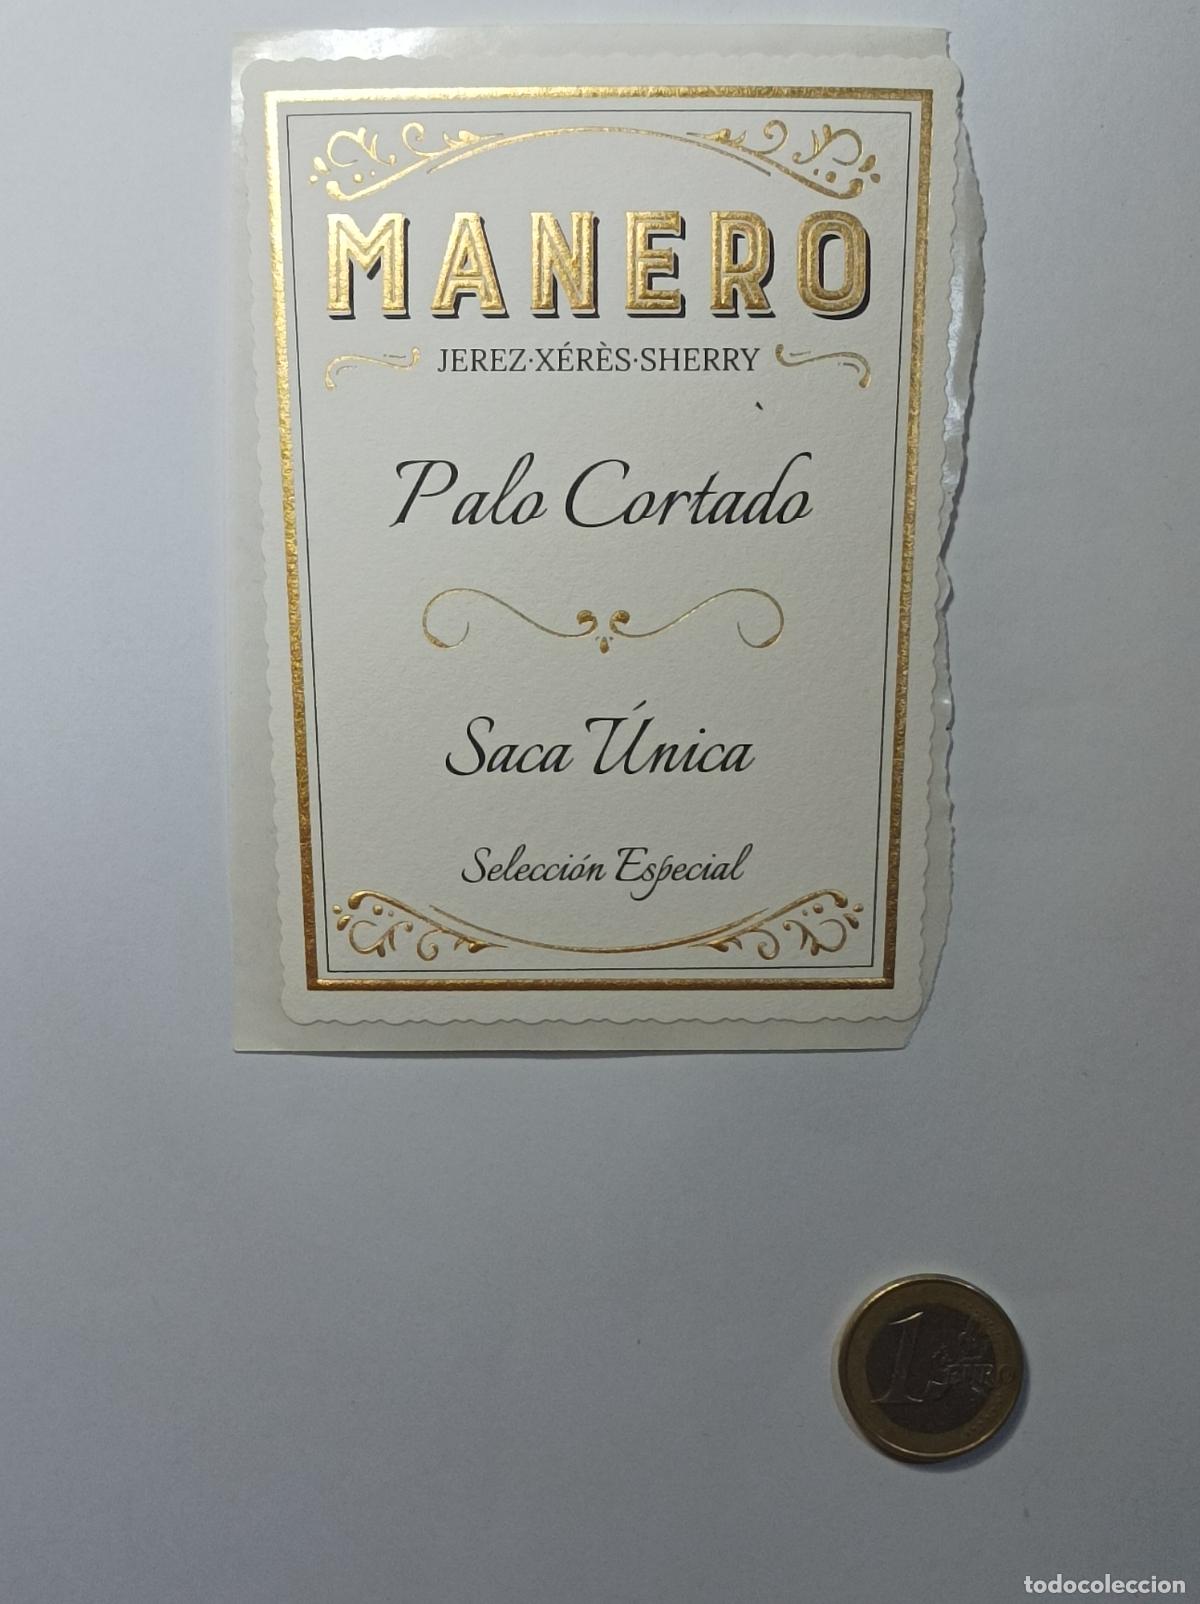 MANERO
JEREZ·XÉRÈS·SHERRY
Palo Cortado
Saca Única
Selección Especial
1 EURO
todocoleccion